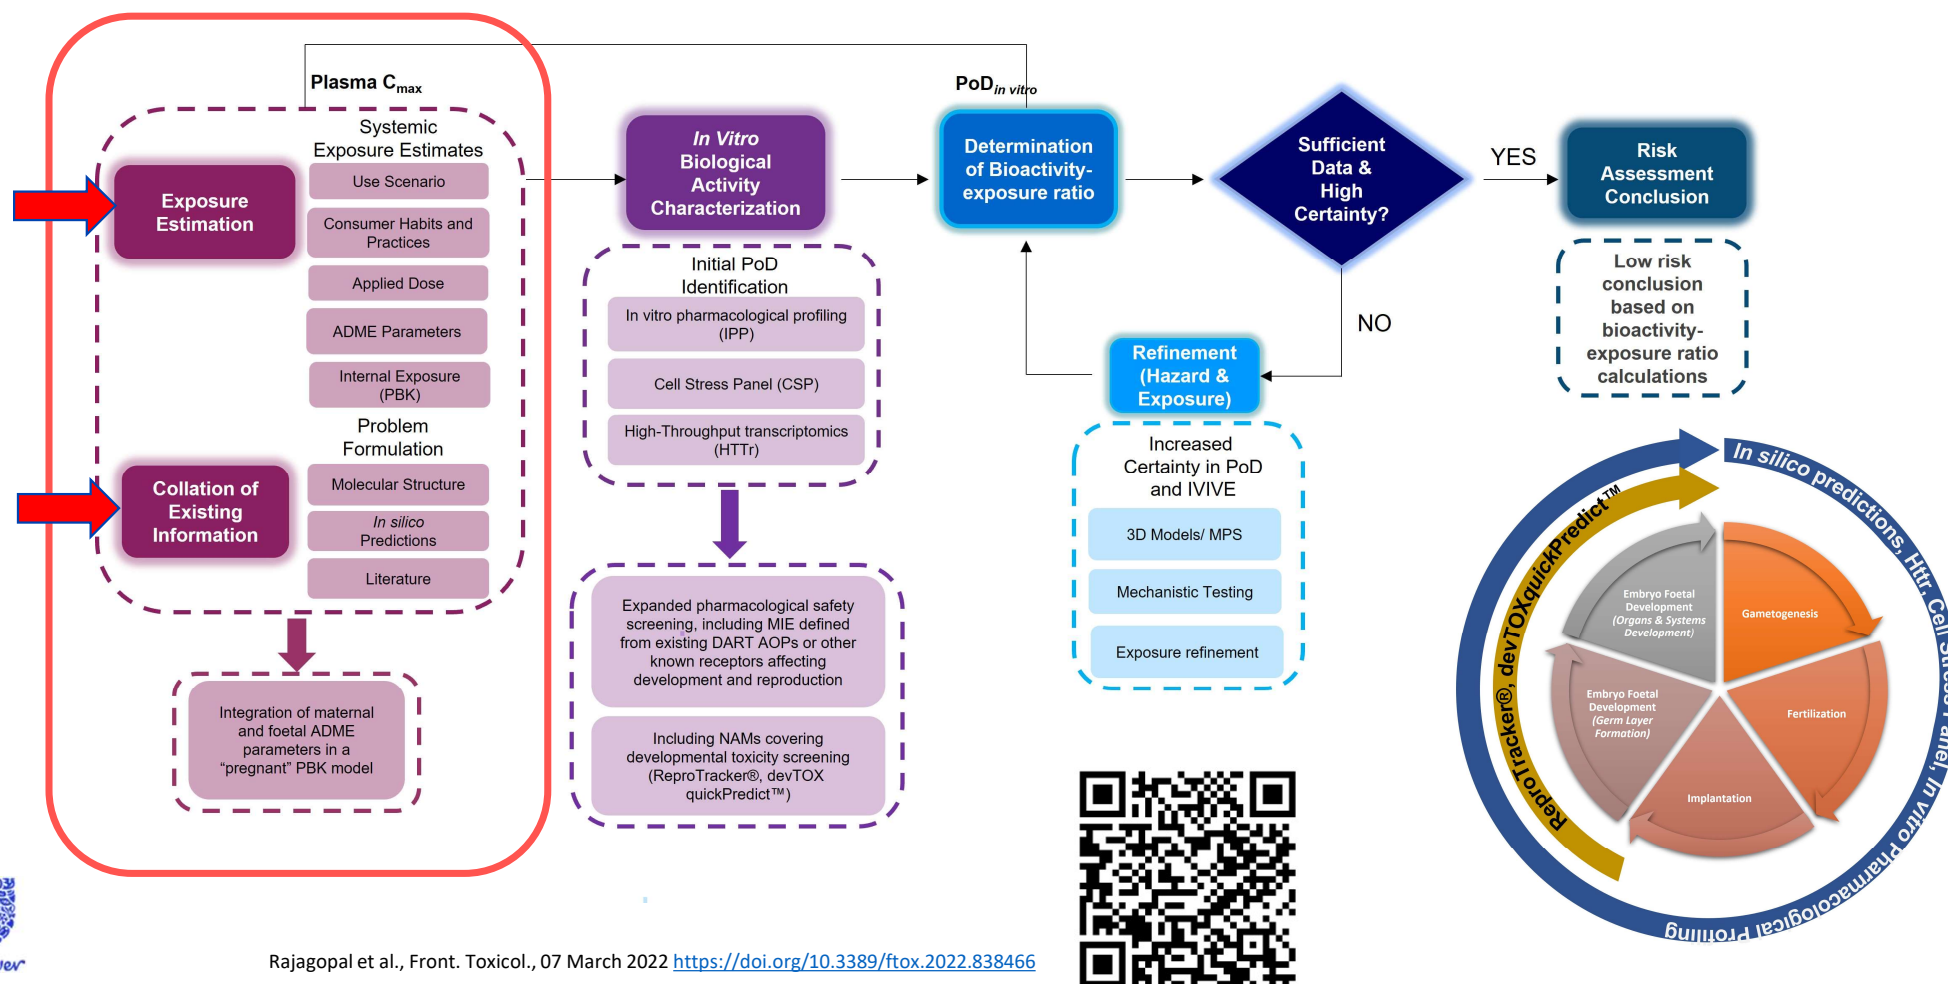 Plasma Cmax
PoDin vitro
Systemic
Exposure Estimates
Exposure
Estimation
Use Scenario
Consumer Habits and
Practices
Applied Dose
ADME Parameters
Internal Exposure
(PBK)
Problem
Formulation
Collation of
Existing
Information
Molecular Structure
In silico
Predictions
Literature
Integration of maternal
and foetal ADME
parameters in a
“pregnant” PBK model
In Vitro
Biological
Activity
Characterization
Initial PoD
Identification
In vitro pharmacological profiling
(IPP)
Cell Stress Panel (CSP)
High-Throughput transcriptomics
(HTTr)
Expanded pharmacological safety
screening, including MIE defined
from existing DART AOPs or other
known receptors affecting
development and reproduction
Including NAMs covering
developmental toxicity screening
(ReproTracker®, devTOX
quickPredict™)
Determination
of Bioactivity-
exposure ratio
Sufficient
Data &
High
Certainty?
YES
NO
Refinement
(Hazard &
Exposure)
Increased
Certainty in PoD
and IVIVE
3D Models/ MPS
Mechanistic Testing
Exposure refinement
Risk
Assessment
Conclusion
Low risk
conclusion
based on
bioactivity-
exposure ratio
calculations
In silico predictions, Httr, Cell Stress Panel, In vitro Pharmacological Profiling
ReproTracker®, devTOXquickPredict™
Embryo Foetal
Development
(Organs & Systems
Development)
Gametogenesis
Embryo Foetal
Development
(Germ Layer
Formation)
Fertilization
Implantation
Rajagopal et al., Front. Toxicol., 07 March 2022 https://doi.org/10.3389/ftox.2022.838466